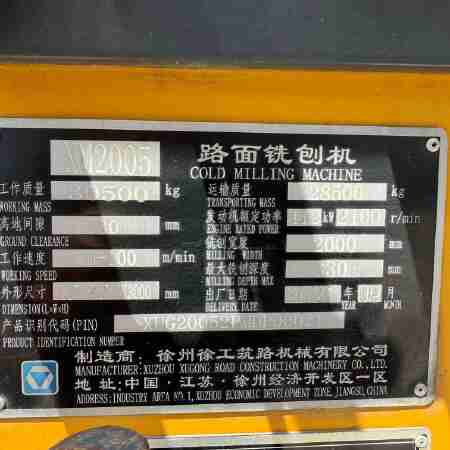 XM2005 路面铣刨机
COLD MILLING MACHINE
工作质量 30500 kg 运输质量 28500 kg
WORKING MASS TRANSPORTING MASS
离地间隙 mm 发动机额定功率 kW 2100 r/min
GROUND CLEARANCE ENGINE RATED POWER
工作速度 m/min 铣刨宽度 2000 mm
WORKING SPEED MILLING WIDTH
外形尺寸 mm 最大铣刨深度 mm
DIMENSION(L×W×H) MILLING DEPTH MAX
出厂日期 年 月
DELIVERY DATE YEAR MONTH
产品识别代码(PIN)
PRODUCT IDENTIFICATION NUMPER
制造商: 徐州徐工筑路机械有限公司
MANUFACTURER: XUZHOU XUGONG ROAD CONSTRUCTION MACHINERY CO., LTD.
地 址: 中国·江苏·徐州经济开发区一区
ADDRESS: INDUSTRY AREA NO.1, XUZHOU ECONOMIC DEVELOPMENT ZONE, JIANGSU, CHINA